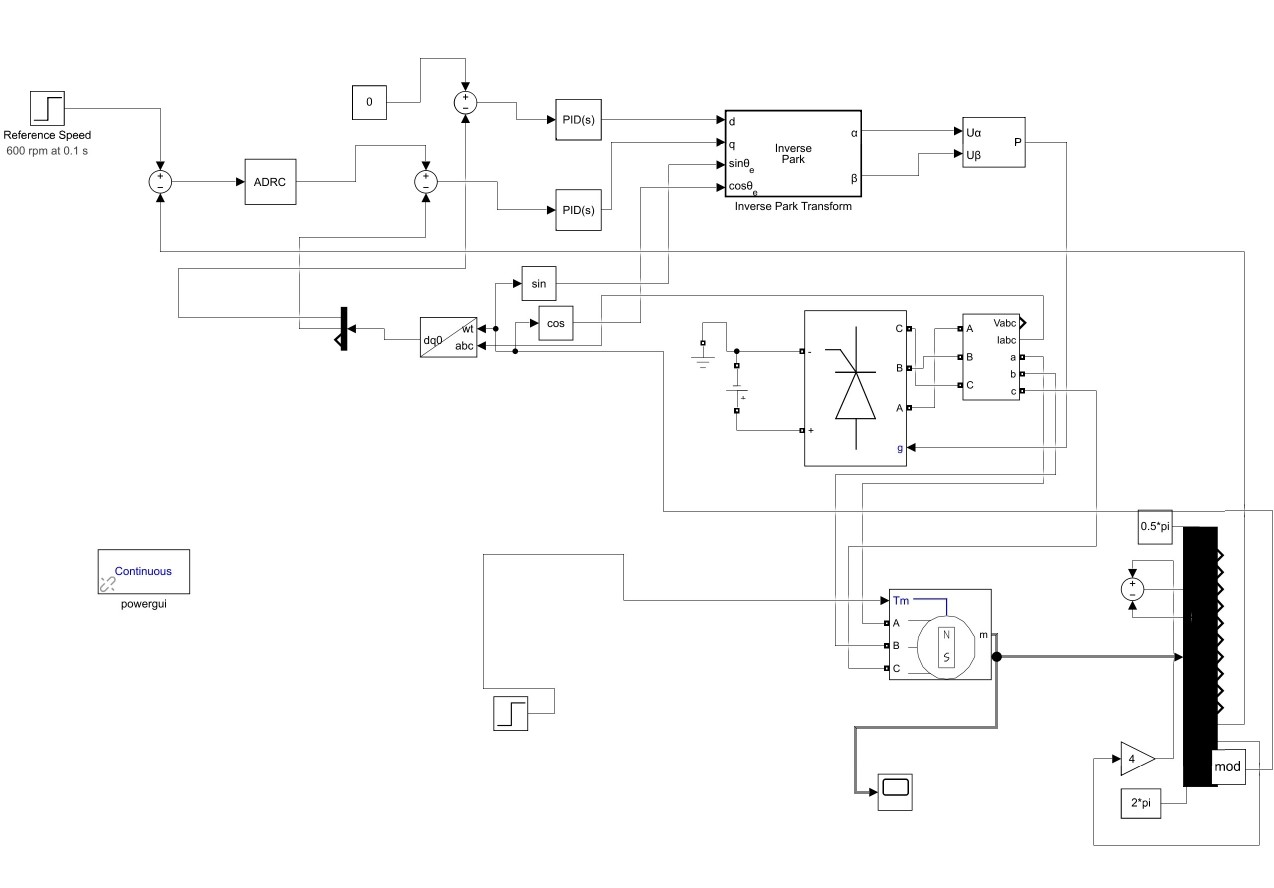 0
+
−
Reference Speed
600 rpm at 0.1 s
PID(s)
d
q
sinθe
cosθe
Inverse
Park
α
β
Inverse Park Transform
Uα
Uβ
P
+
−
ADRC
+
−
PID(s)
sin
cos
dq0
wt
abc
+
-
+
C
B
A
g
A
B
C
Vabc
Iabc
a
b
c
0.5*pi
Continuous
powergui
+
−
Tm
A
B
C
N
S
m
4
mod
2*pi